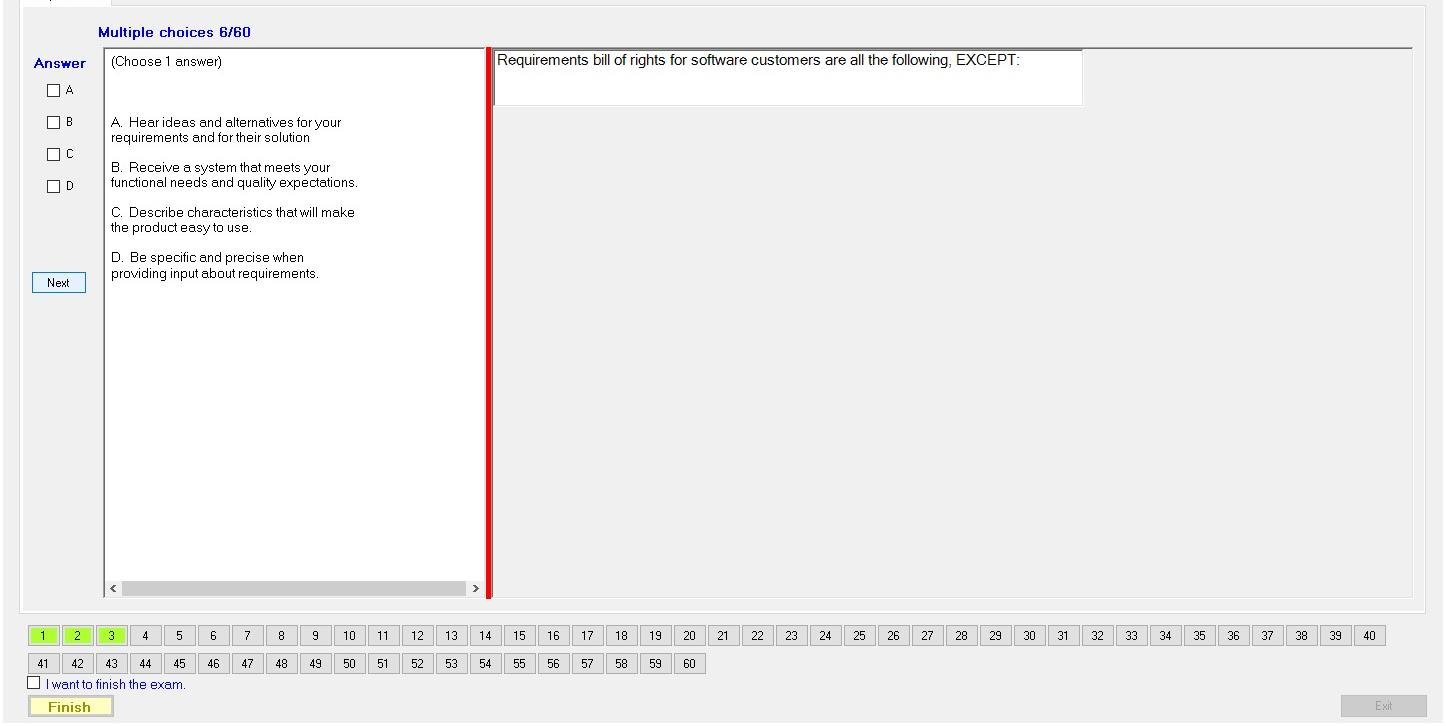 Multiple choices 6/60
Answer
A
B
C
D
Next
(Choose 1 answer)
A. Hear ideas and alternatives for your
requirements and for their solution
B. Receive a system that meets your
functional needs and quality expectations.
C. Describe characteristics that will make
the product easy to use.
D. Be specific and precise when
providing input about requirements.
Requirements bill of rights for software customers are all the following, EXCEPT:
1 2 3 4 5 6 7 8 9 10 11 12 13 14 15 16 17 18 19 20 21 22 23 24 25 26 27 28 29 30 31 32 33 34 35 36 37 38 39 40
41 42 43 44 45 46 47 48 49 50 51 52 53 54 55 56 57 58 59 60
I want to finish the exam.
Finish
Exit